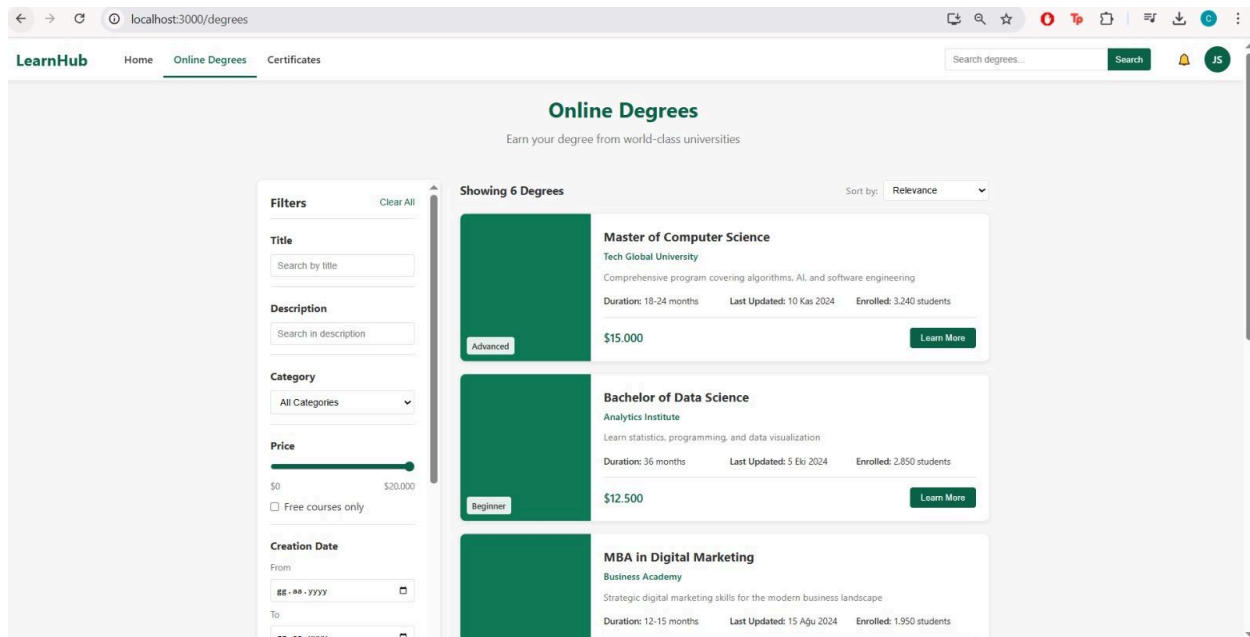 localhost:3000/degrees
Tp
C
LearnHub
Home Online Degrees Certificates
Search degrees...
Search
JS
Online Degrees
Earn your degree from world-class universities
Filters
Clear All
Title
Search by title
Description
Search in description
Category
All Categories
Price
$0
$20.000
Free courses only
Creation Date
From
gg.aa.yyyy
To
gg.aa.yyyy
Showing 6 Degrees
Sort by: Relevance
Master of Computer Science
Tech Global University
Comprehensive program covering algorithms, AI, and software engineering
Duration: 18-24 months Last Updated: 10 Kas 2024 Enrolled: 3.240 students
Advanced
$15.000
Learn More
Bachelor of Data Science
Analytics Institute
Learn statistics, programming, and data visualization
Duration: 36 months Last Updated: 5 Eki 2024 Enrolled: 2.850 students
Beginner
$12.500
Learn More
MBA in Digital Marketing
Business Academy
Strategic digital marketing skills for the modern business landscape
Duration: 12-15 months Last Updated: 15 Ağu 2024 Enrolled: 1.950 students